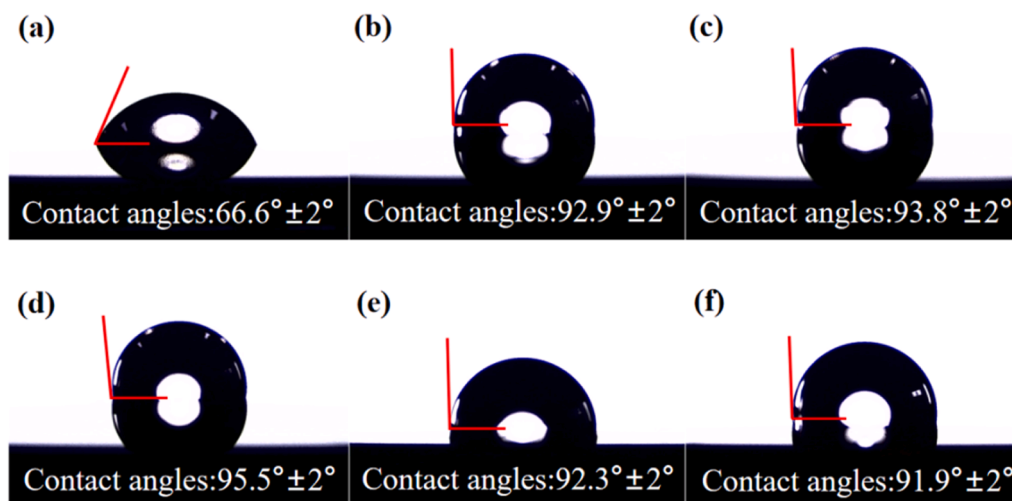 (a)
(b)
(c)
Contact angles:66.6°±2°
Contact angles:92.9°±2°
Contact angles:93.8°±2°
(d)
(e)
(f)
Contact angles:95.5°±2°
Contact angles:92.3°±2°
Contact angles:91.9°±2°